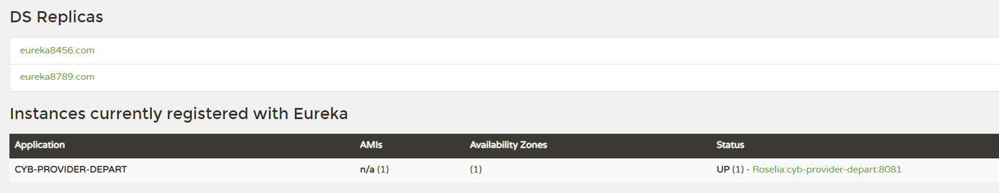 DS Replicas
eureka8456.com
eureka8789.com
Instances currently registered with Eureka
Application AMIs Availability Zones Status
CYB-PROVIDER-DEPART n/a (1) (1) UP (1) - Roselia:cyb-provider-depart:8081